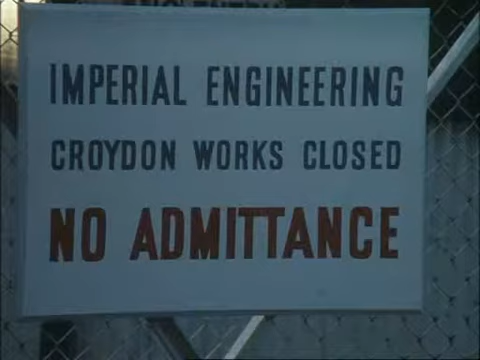 IMPERIAL ENGINEERING
CROYDON WORKS CLOSED
NO ADMITTANCE